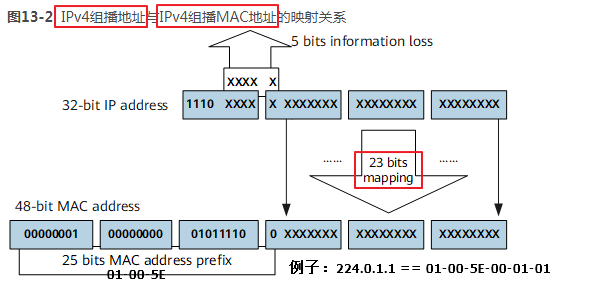 图13-2 IPv4组播地址与IPv4组播MAC地址的映射关系
5 bits information loss
XXXX X
32-bit IP address
1110 XXXX X XXXXXXX XXXXXXXX XXXXXXXX
...... 23 bits ......
mapping
48-bit MAC address
00000001 00000000 01011110 0 XXXXXXX XXXXXXXX XXXXXXXX
25 bits MAC address prefix
01-00-5E
例子：224.0.1.1 == 01-00-5E-00-01-01